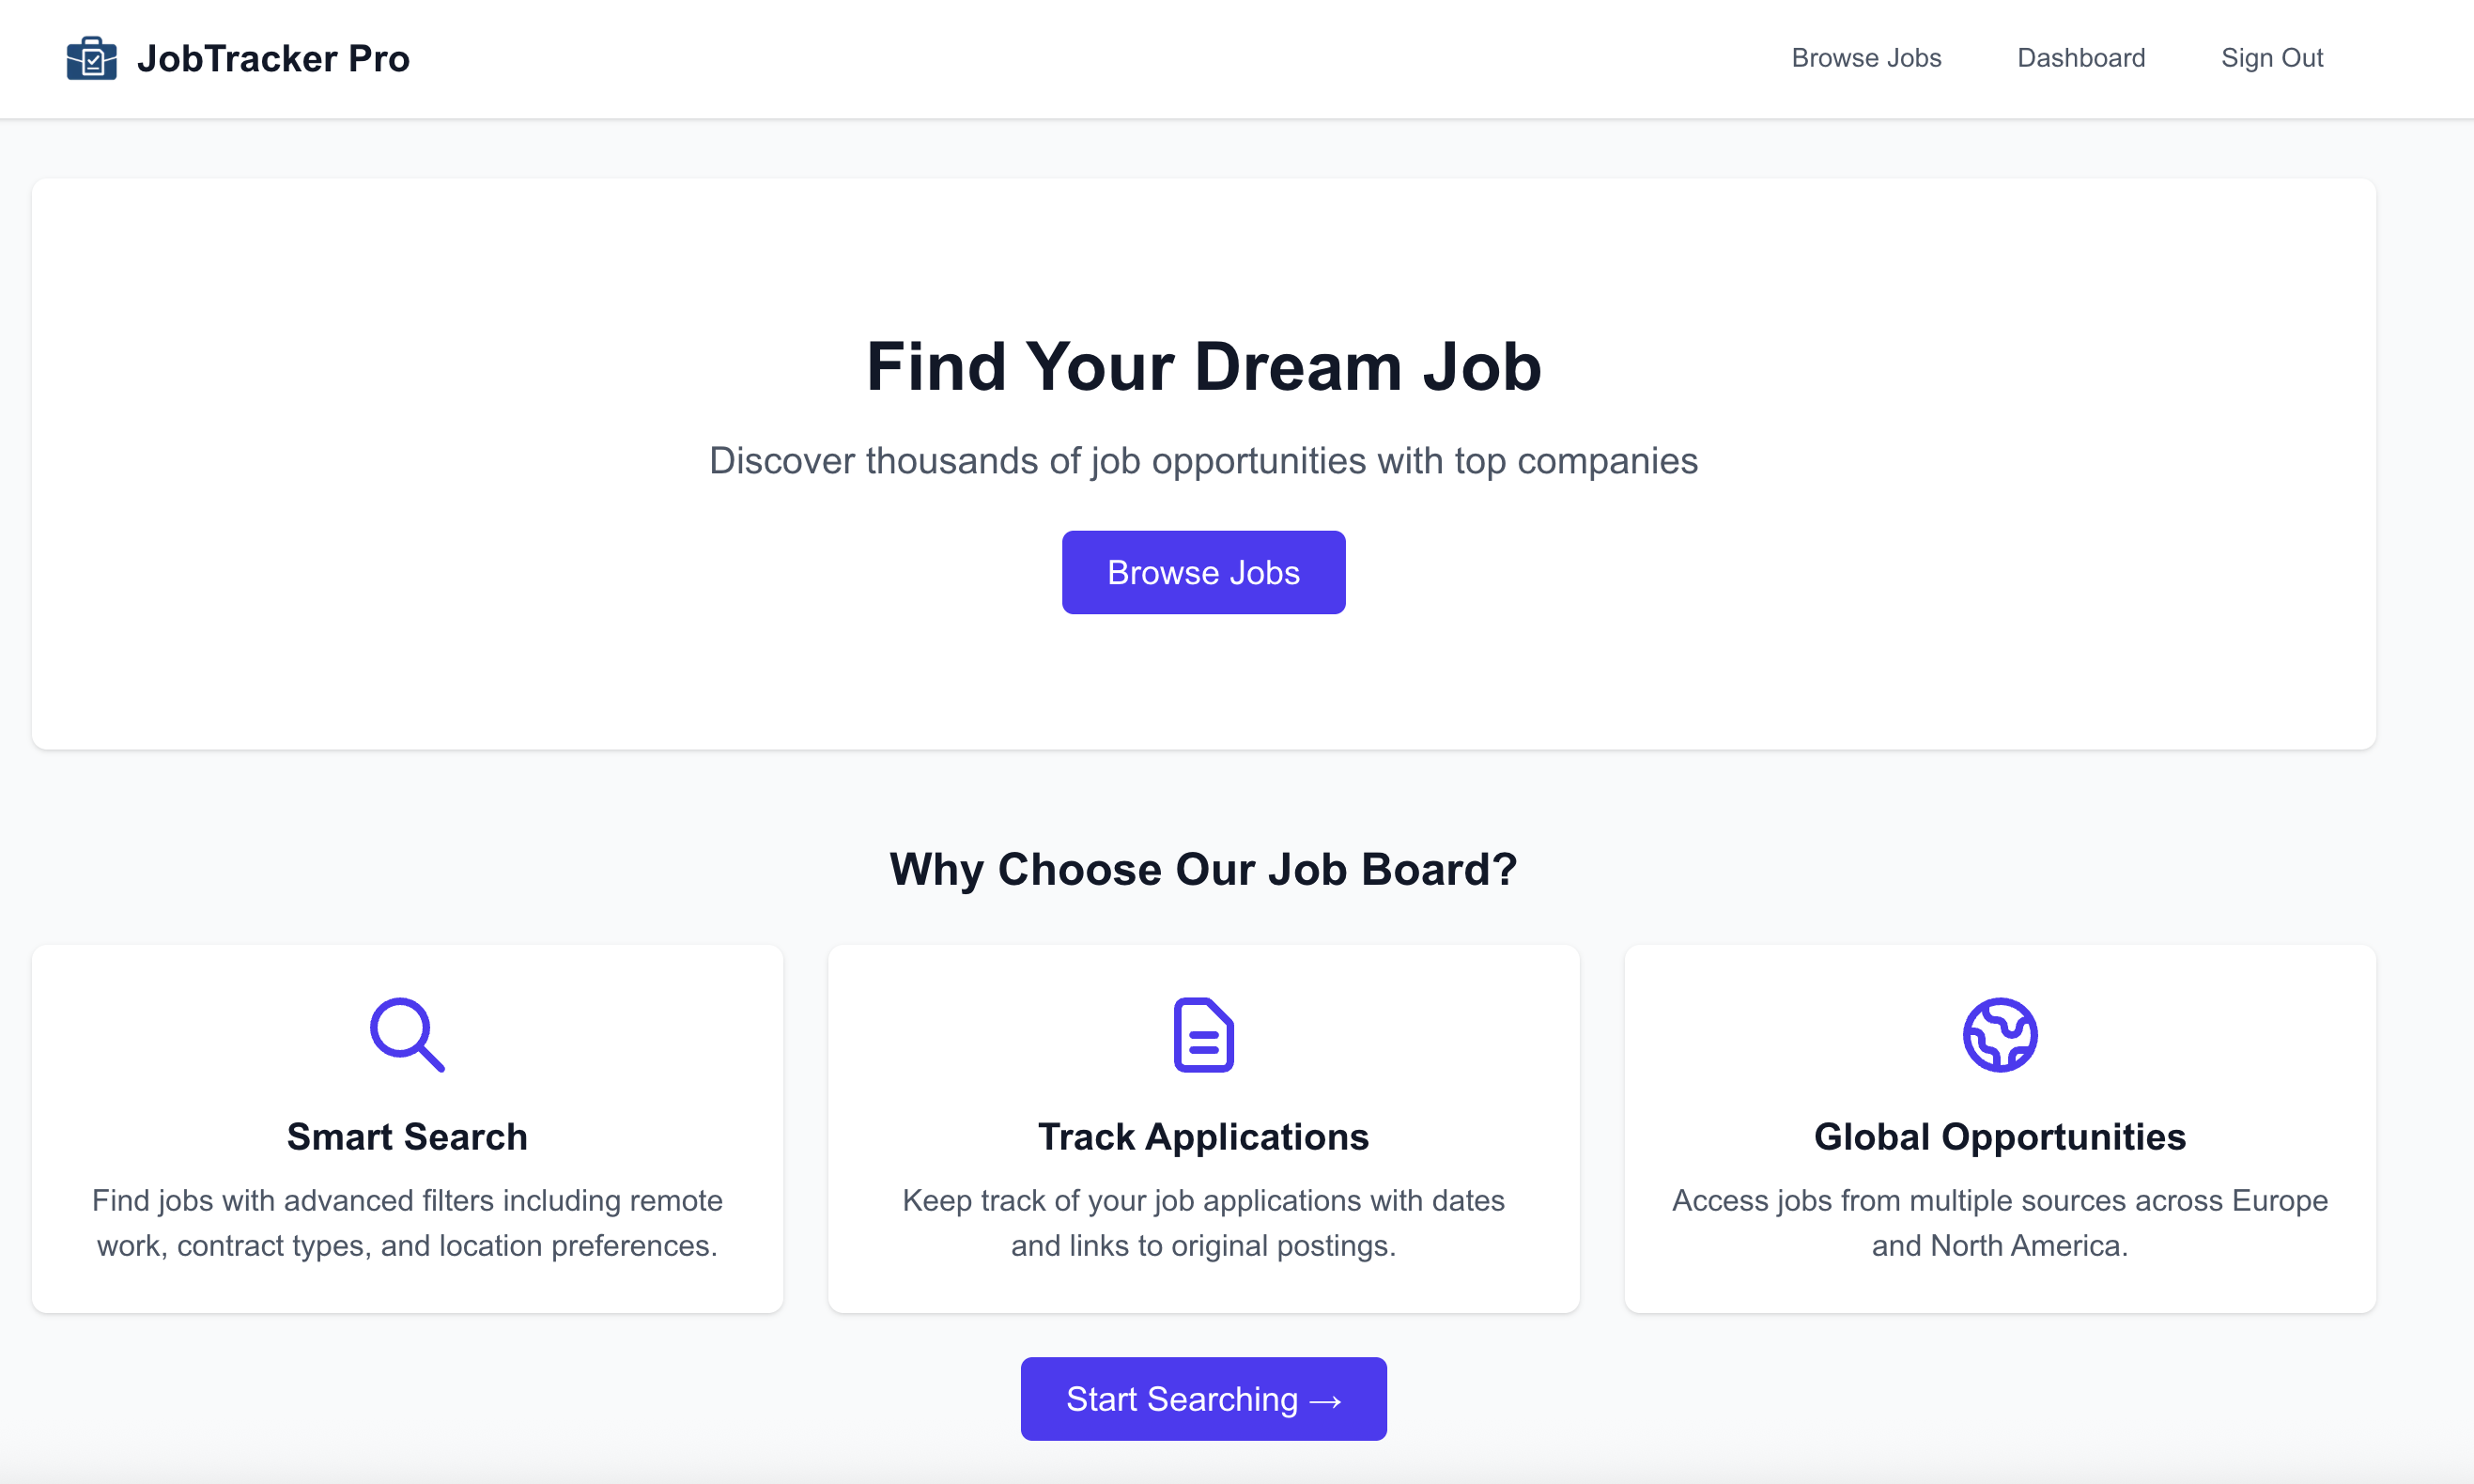 JobTracker Pro
Browse Jobs
Dashboard
Sign Out
Find Your Dream Job
Discover thousands of job opportunities with top companies
Browse Jobs
Why Choose Our Job Board?
Smart Search
Find jobs with advanced filters including remote
work, contract types, and location preferences.
Track Applications
Keep track of your job applications with dates
and links to original postings.
Global Opportunities
Access jobs from multiple sources across Europe
and North America.
Start Searching →